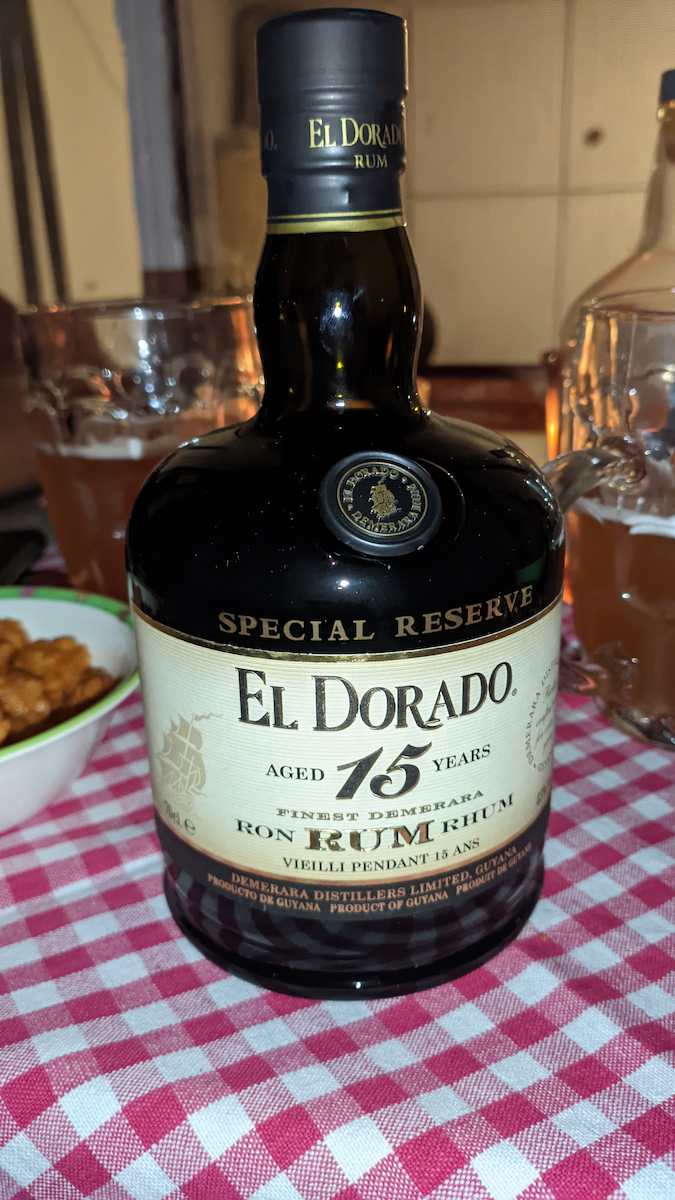 EL DORADO
RUM
EL DORADO RUM
DEMERARA
SPECIAL RESERVE
EL DORADO®
AGED 15 YEARS
FINEST DEMERARA
RON RUM RHUM
VIEILLI PENDANT 15 ANS
70cl. e
DEMERARA DISTILLERS LIMITED, GUYANA
PRODUCTO DE GUYANA PRODUCT OF GUYANA PRODUIT DE GUYANE